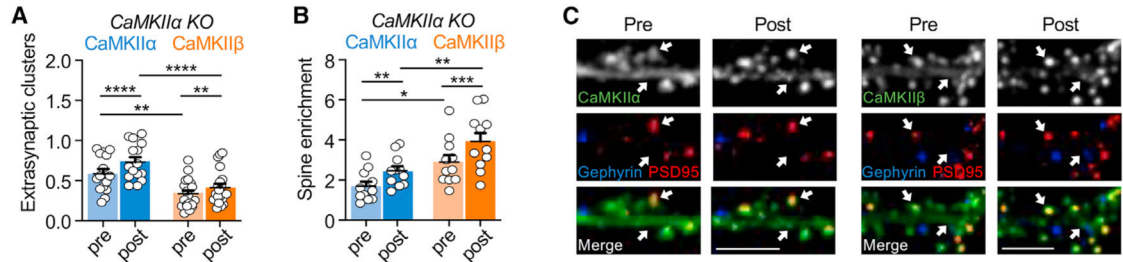 A
CaMKIIα KO
CaMKIIα CaMKIIβ
Extrasynaptic clusters
2.0
1.5
1.0
0.5
0.0
****
****
**
**
pre post pre post
B
CaMKIIα KO
CaMKIIα CaMKIIβ
Spine enrichment
8
6
4
2
0
**
**
***
*
pre post pre post
C
Pre Post Pre Post
CaMKIIα CaMKIIβ
Gephyrin PSD95 Gephyrin PSD95
Merge Merge